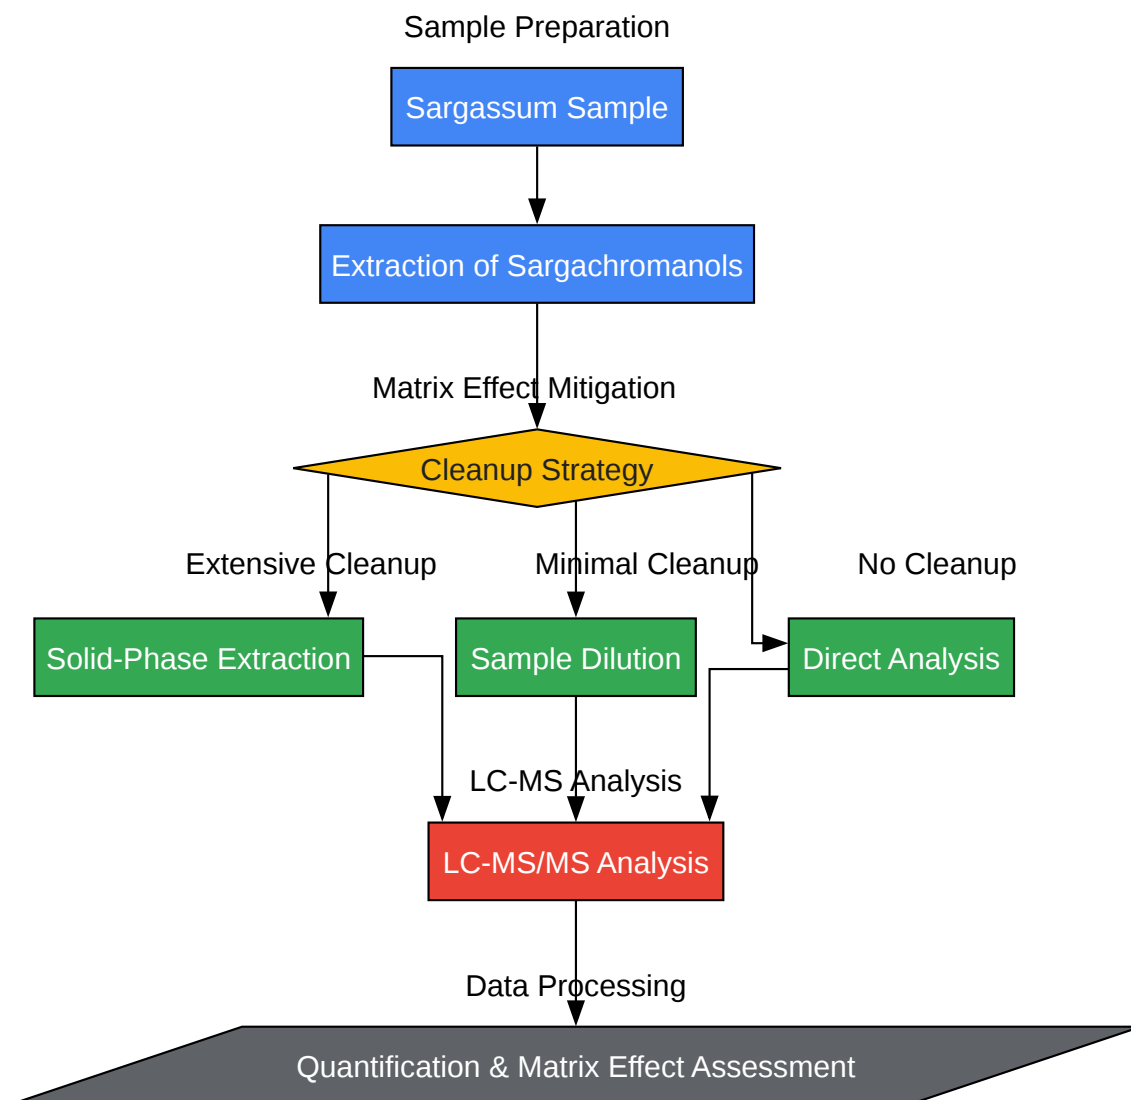 Sample Preparation
Sargassum Sample
Extraction of Sargachromanols
Matrix Effect Mitigation
Cleanup Strategy
Extensive Cleanup
Minimal Cleanup
No Cleanup
Solid-Phase Extraction
Sample Dilution
Direct Analysis
LC-MS Analysis
LC-MS/MS Analysis
Data Processing
Quantification & Matrix Effect Assessment